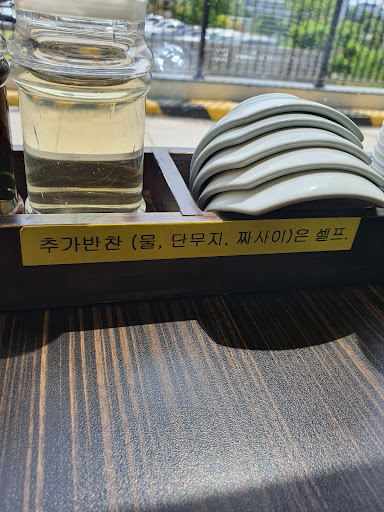 추가반찬 (물, 단무지, 짜사이)은 셀프.